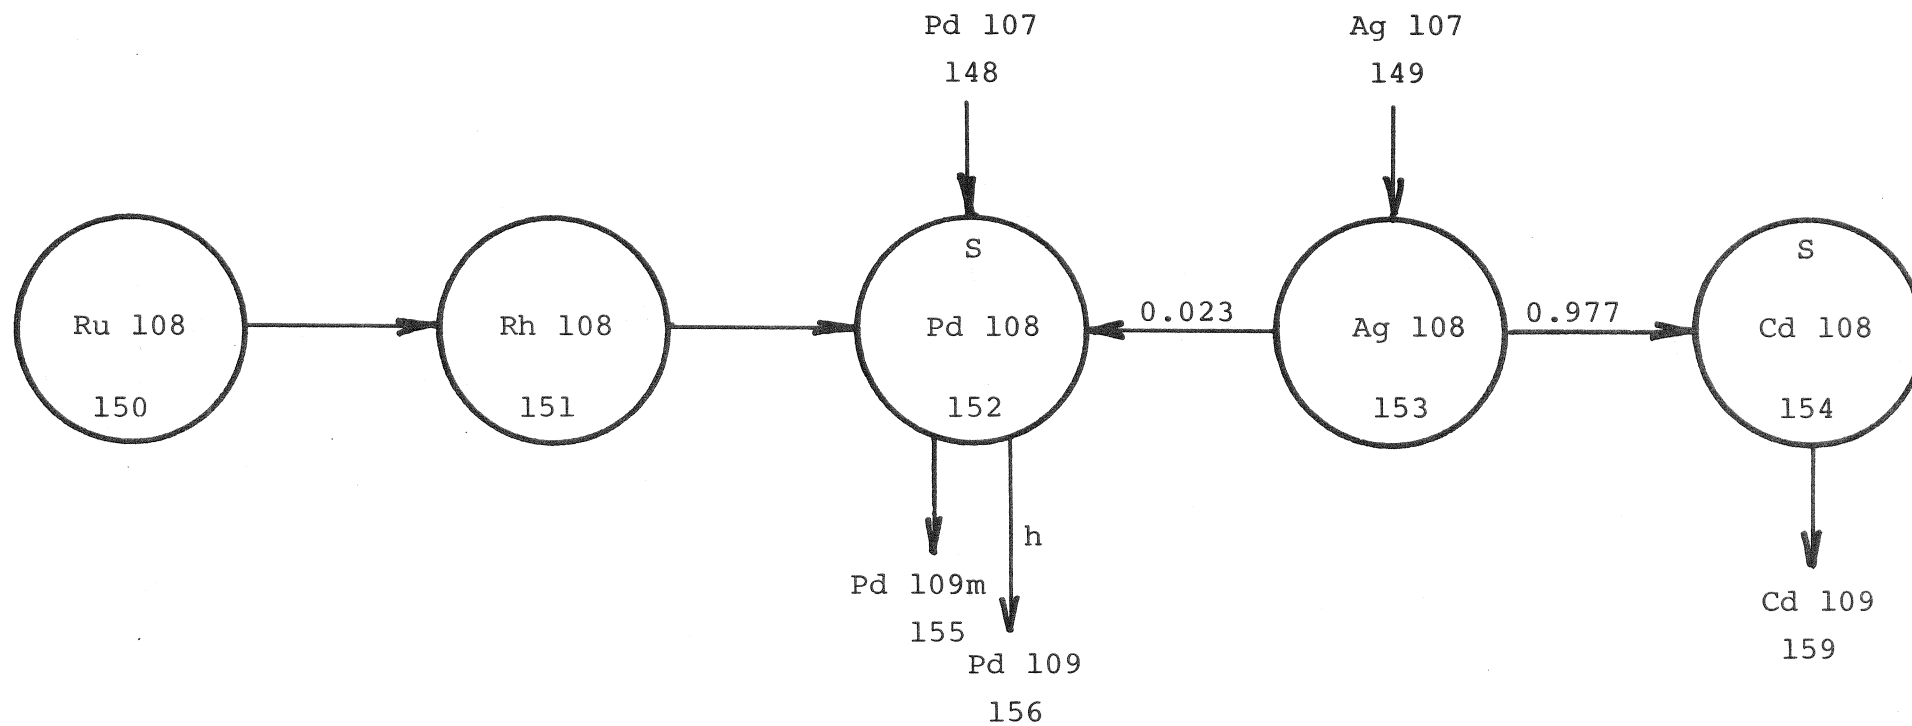 Pd 107
148
Ag 107
149
S
S
0.023
0.977
Ru 108
Rh 108
Pd 108
Ag 108
Cd 108
150
151
152
153
154
h
Pd 109m
155
Pd 109
156
Cd 109
159